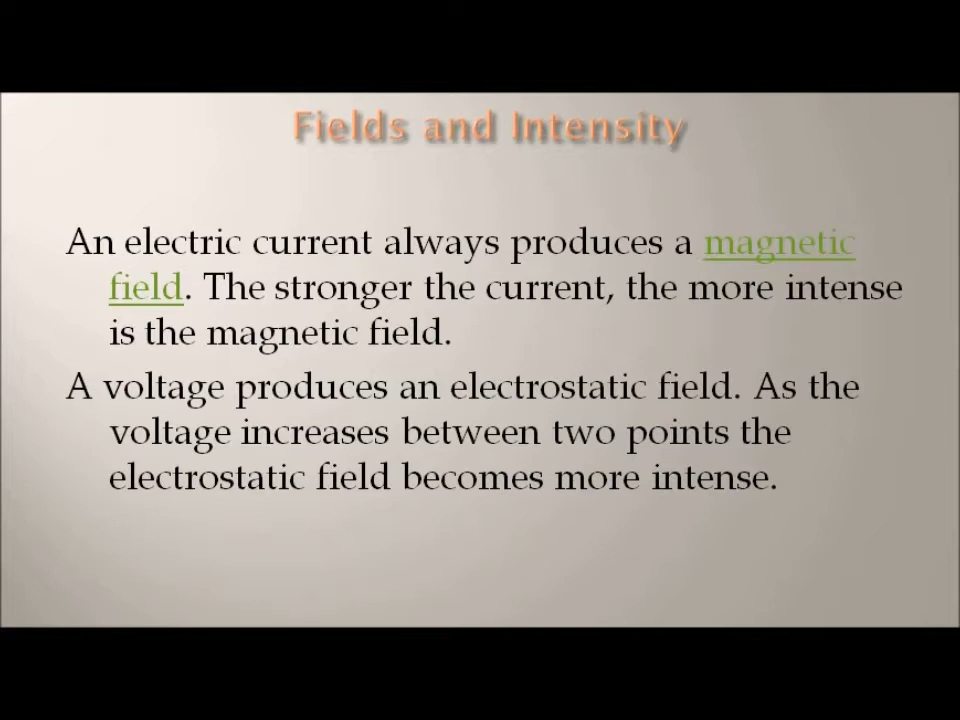 Fields and Intensity
An electric current always produces a magnetic
field. The stronger the current, the more intense
is the magnetic field.
A voltage produces an electrostatic field. As the
voltage increases between two points the
electrostatic field becomes more intense.